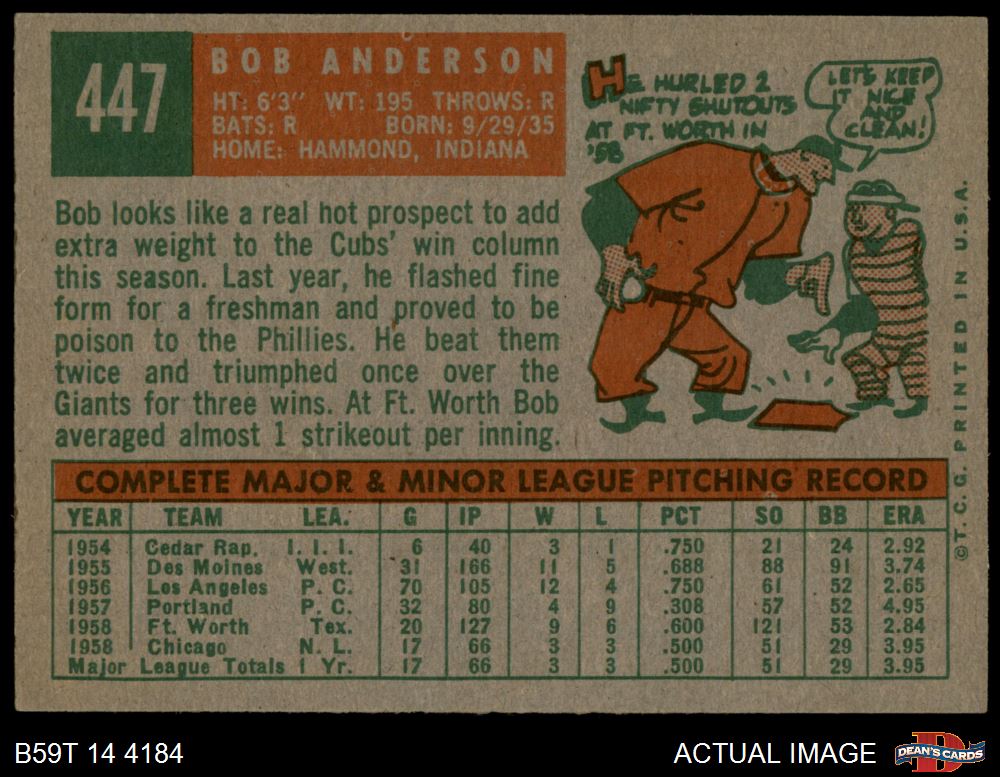 447
BOB ANDERSON
HT: 6'3" WT: 195 THROWS: R
BATS: R BORN: 9/29/35
HOME: HAMMOND, INDIANA
HE HURLED 2
NIFTY SHUTOUTS
AT FT. WORTH IN
'58
LET'S KEEP
IT NICE
AND
CLEAN!
Bob looks like a real hot prospect to add
extra weight to the Cubs' win column
this season. Last year, he flashed fine
form for a freshman and proved to be
poison to the Phillies. He beat them
twice and triumphed once over the
Giants for three wins. At Ft. Worth Bob
averaged almost 1 strikeout per inning.
COMPLETE MAJOR & MINOR LEAGUE PITCHING RECORD
YEAR TEAM LEA. G IP W L PCT SO BB ERA
1954 Cedar Rap. I. I. I. 6 40 3 1 .750 21 24 2.92
1955 Des Moines West. 31 166 11 5 .688 88 91 3.74
1956 Los Angeles P. C. 70 105 12 4 .750 61 52 2.65
1957 Portland P. C. 32 80 4 9 .308 57 52 4.95
1958 Ft. Worth Tex. 20 127 9 6 .600 121 53 2.84
1958 Chicago N. L. 17 66 3 3 .500 51 29 3.95
Major League Totals 1 Yr. 17 66 3 3 .500 51 29 3.95
©T.C.G. PRINTED IN U.S.A.
B59T 14 4184
ACTUAL IMAGE
D
DEAN'S CARDS